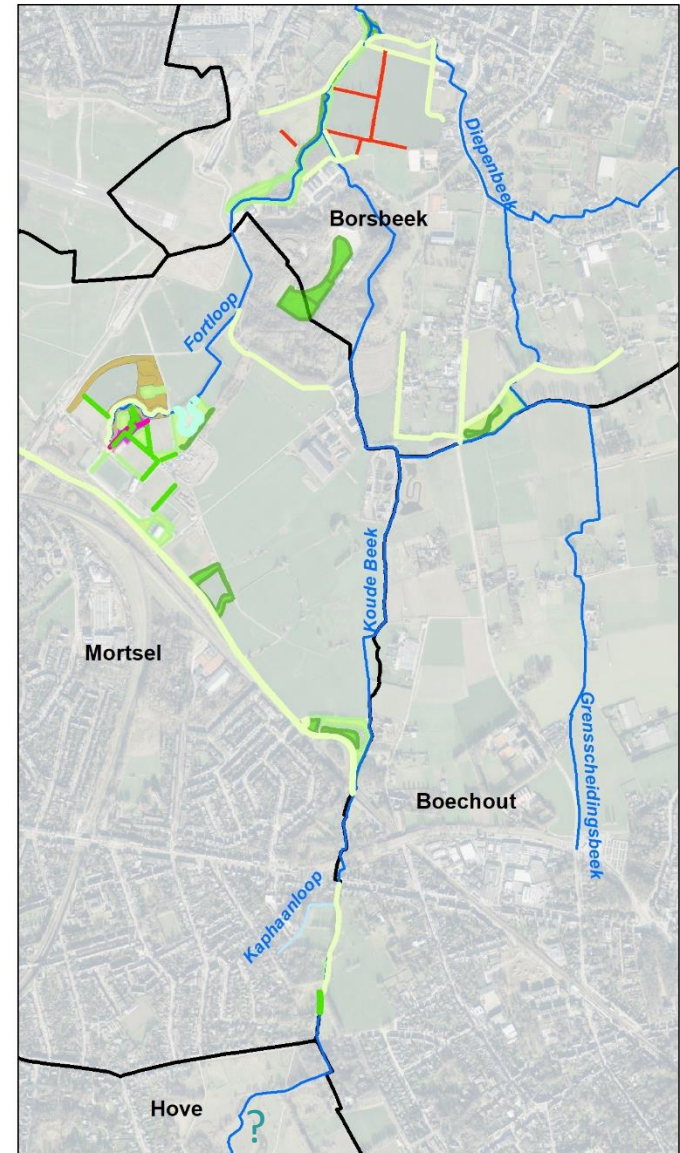 Diepenbeek
Borsbeek
Fortloop
Koude Beek
Mortsel
Grensscheidingsbeek
Boechout
Kaphaanloop
Hove
?